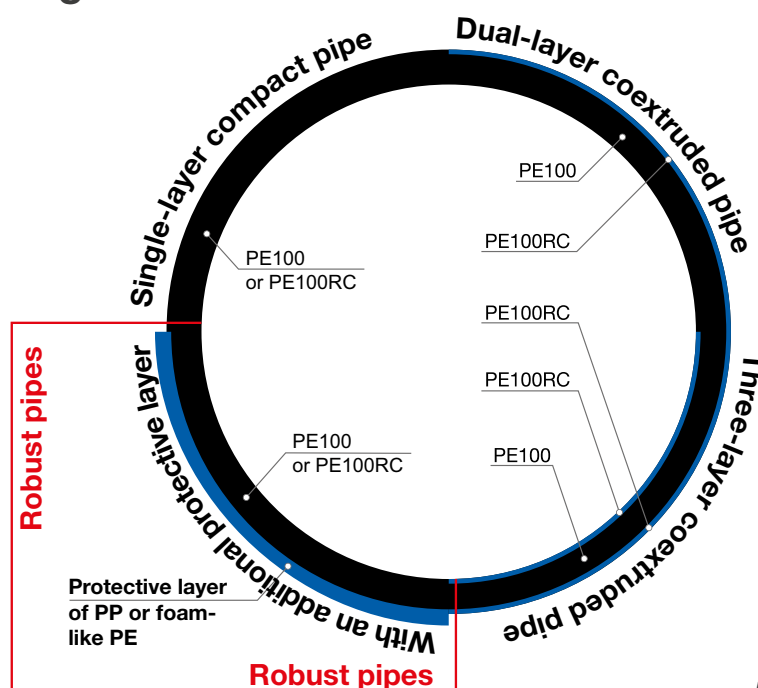 Single-layer compact pipe
Dual-layer coextruded pipe
PE100
PE100RC
PE100
or PE100RC
PE100RC
PE100RC
PE100
Three-layer coextruded pipe
PE100
or PE100RC
With an additional protective layer
Robust pipes
Protective layer
of PP or foam-
like PE
Robust pipes